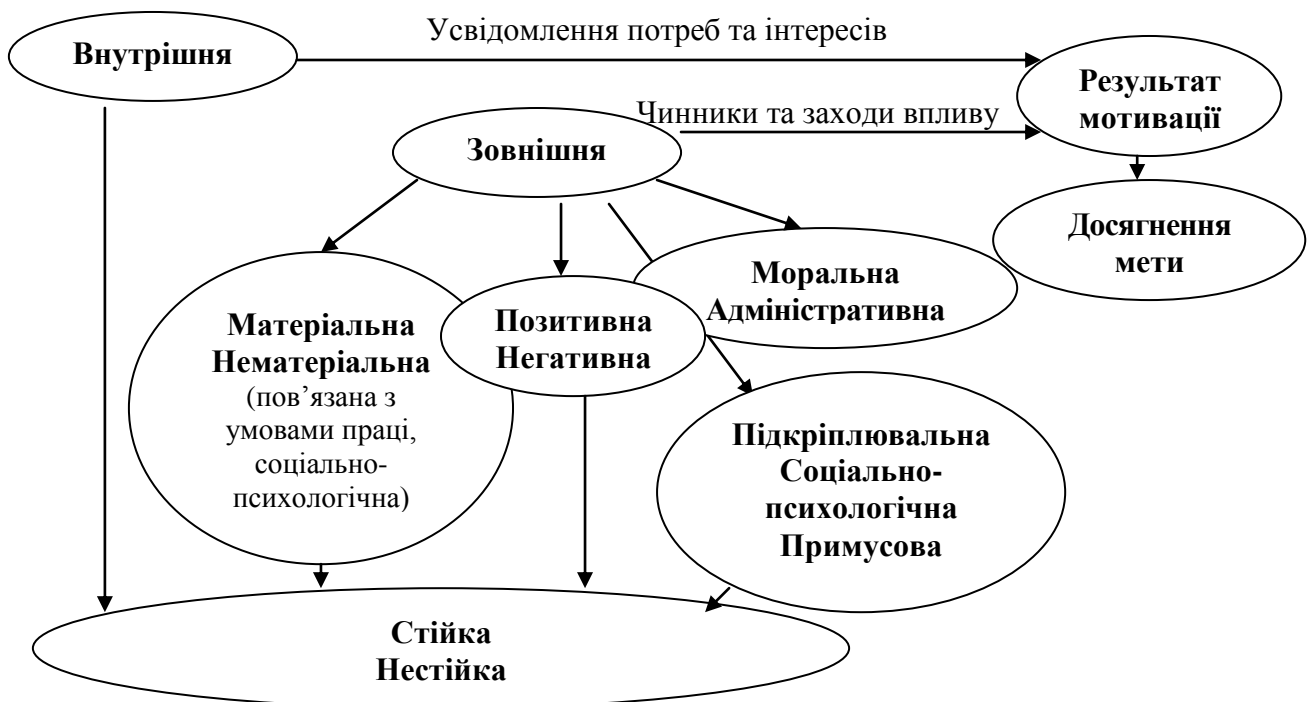 Усвідомлення потреб та інтересів
Внутрішня
Результат
мотивації
Чинники та заходи впливу
Зовнішня
Досягнення
мети
Моральна
Адміністративна
Матеріальна
Нематеріальна
(пов’язана з
умовами праці,
соціально-
психологічна)
Позитивна
Негативна
Підкріплювальна
Соціально-
психологічна
Примусова
Стійка
Нестійка